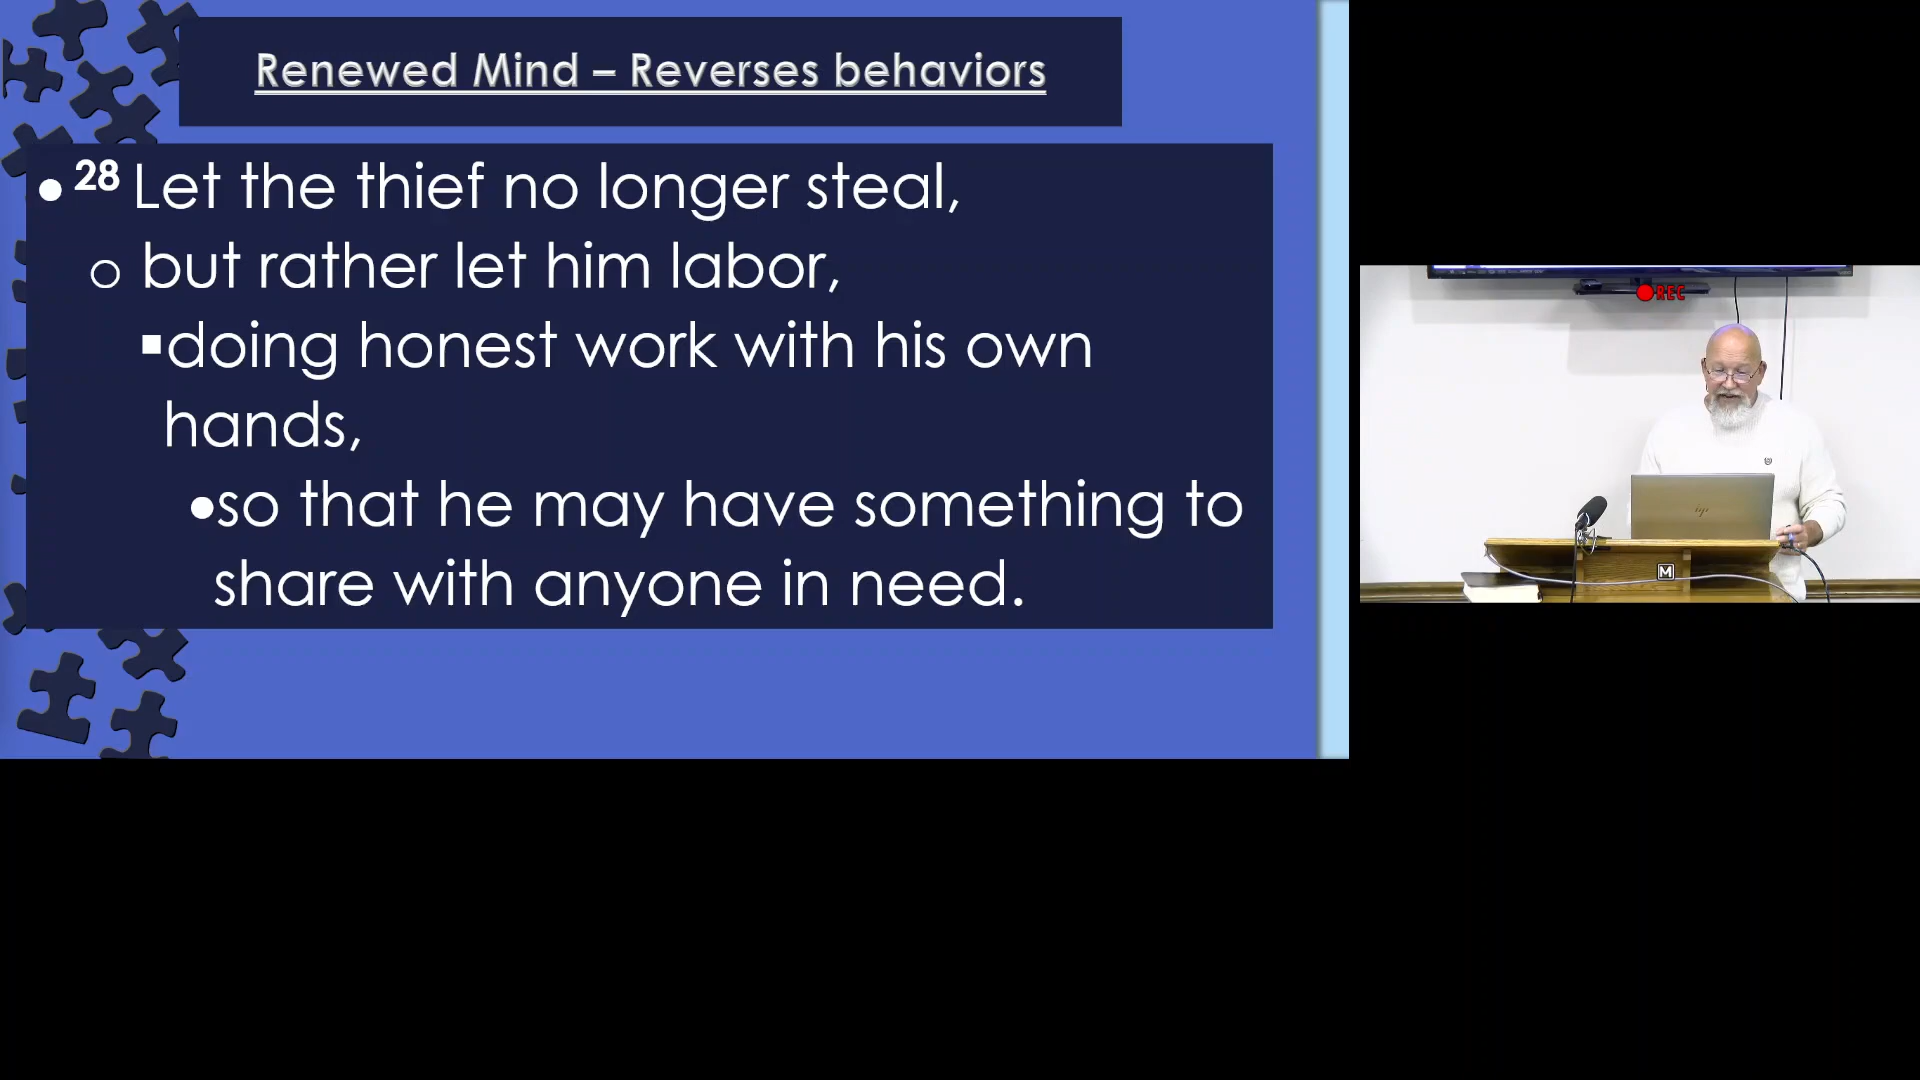 Renewed Mind – Reverses behaviors
• 28 Let the thief no longer steal,
o but rather let him labor,
▪doing honest work with his own
hands,
•so that he may have something to
share with anyone in need.
REC
hp
M